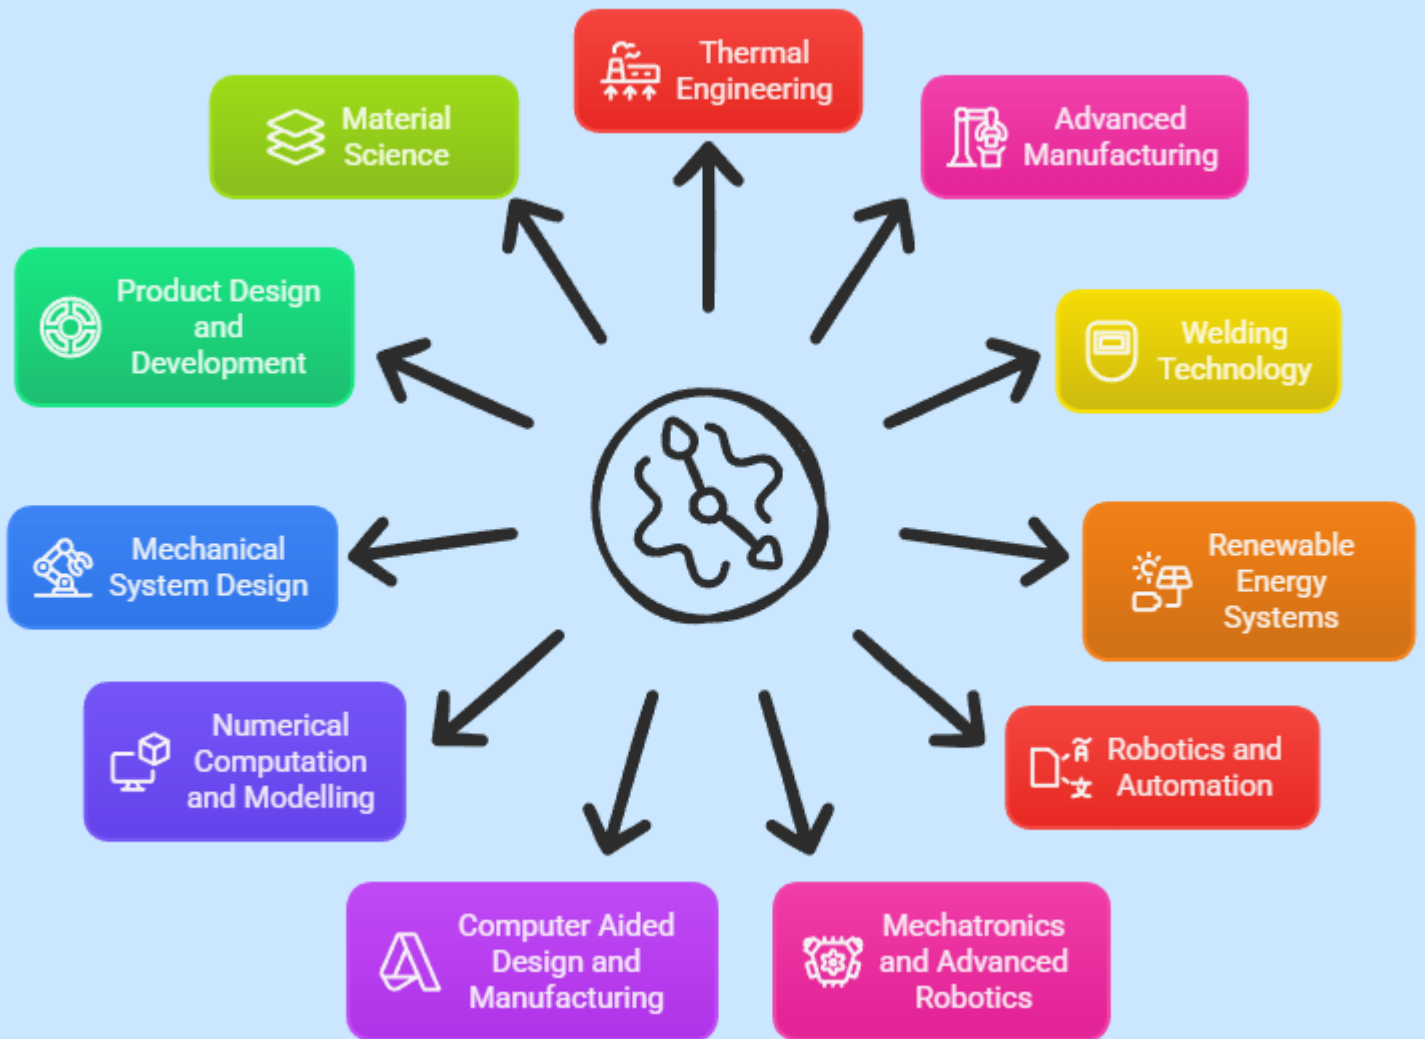 Thermal
Engineering
Advanced
Manufacturing
Welding
Technology
Renewable
Energy
Systems
Robotics and
Automation
Mechatronics
and Advanced
Robotics
Computer Aided
Design and
Manufacturing
Numerical
Computation
and Modelling
Mechanical
System Design
Product Design
and
Development
Material
Science